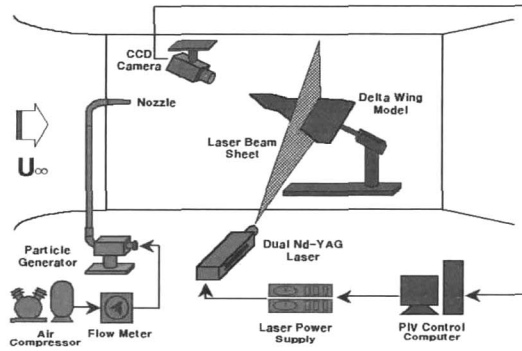 CCD
Camera
Nozzle
Delta Wing
Model
Laser Beam
Sheet
U∞
Particle
Generator
Dual Nd-YAG
Laser
Air
Compressor
Flow Meter
Laser Power
Supply
PIV Control
Computer